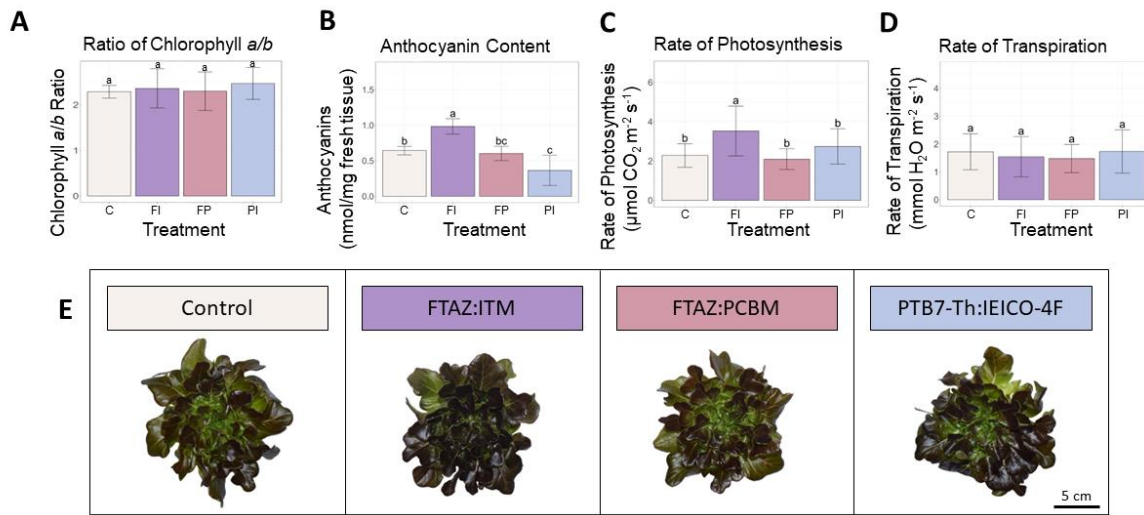 A
Ratio of Chlorophyll a/b
Chlorophyll a/b Ratio
2
1
0
a a a a
C FI FP PI
Treatment
B
Anthocyanin Content
Anthocyanins
(nmol/mg fresh tissue)
1.5
1.0
0.5
0.0
b a bc c
C FI FP PI
Treatment
C
Rate of Photosynthesis
Rate of Photosynthesis
(µmol CO₂ m⁻² s⁻¹)
6
4
2
0
b a b b
C FI FP PI
Treatment
D
Rate of Transpiration
Rate of Transpiration
(mmol H₂O m⁻² s⁻¹)
4
3
2
1
0
a a a a
C FI FP PI
Treatment
E
Control FTAZ:ITM FTAZ:PCBM PTB7-Th:IEICO-4F
5 cm